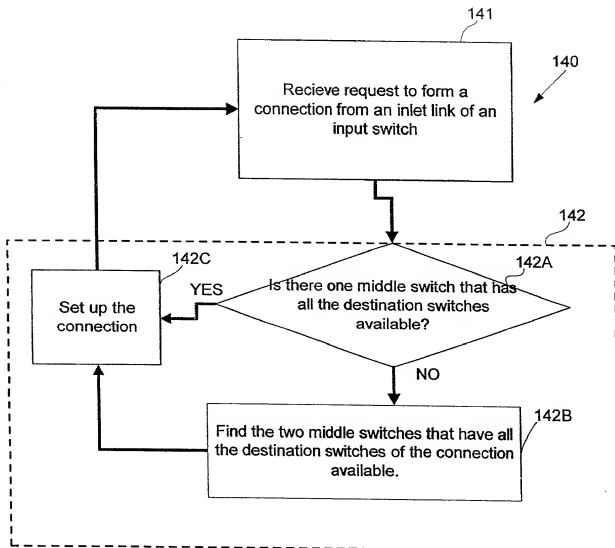 141
140
Recieve request to form a
connection from an inlet link of an
input switch
142
142C
142A
YES
Is there one middle switch that has
all the destination switches
available?
Set up the
connection
NO
142B
Find the two middle switches that have all
the destination switches of the connection
available.